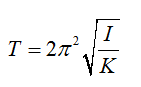 T = 2π² √(I/K)